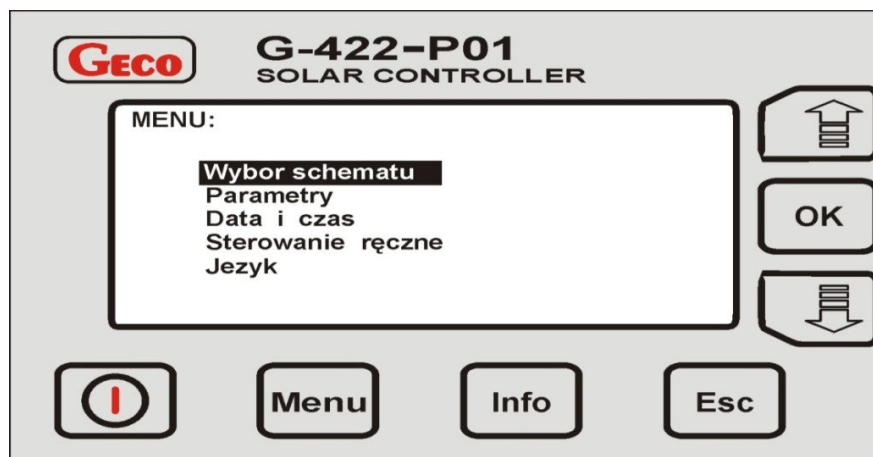 GECO
G-422-P01
SOLAR CONTROLLER
MENU:
Wybor schematu
Parametry
Data i czas
Sterowanie ręczne
Jezyk
OK
Menu
Info
Esc